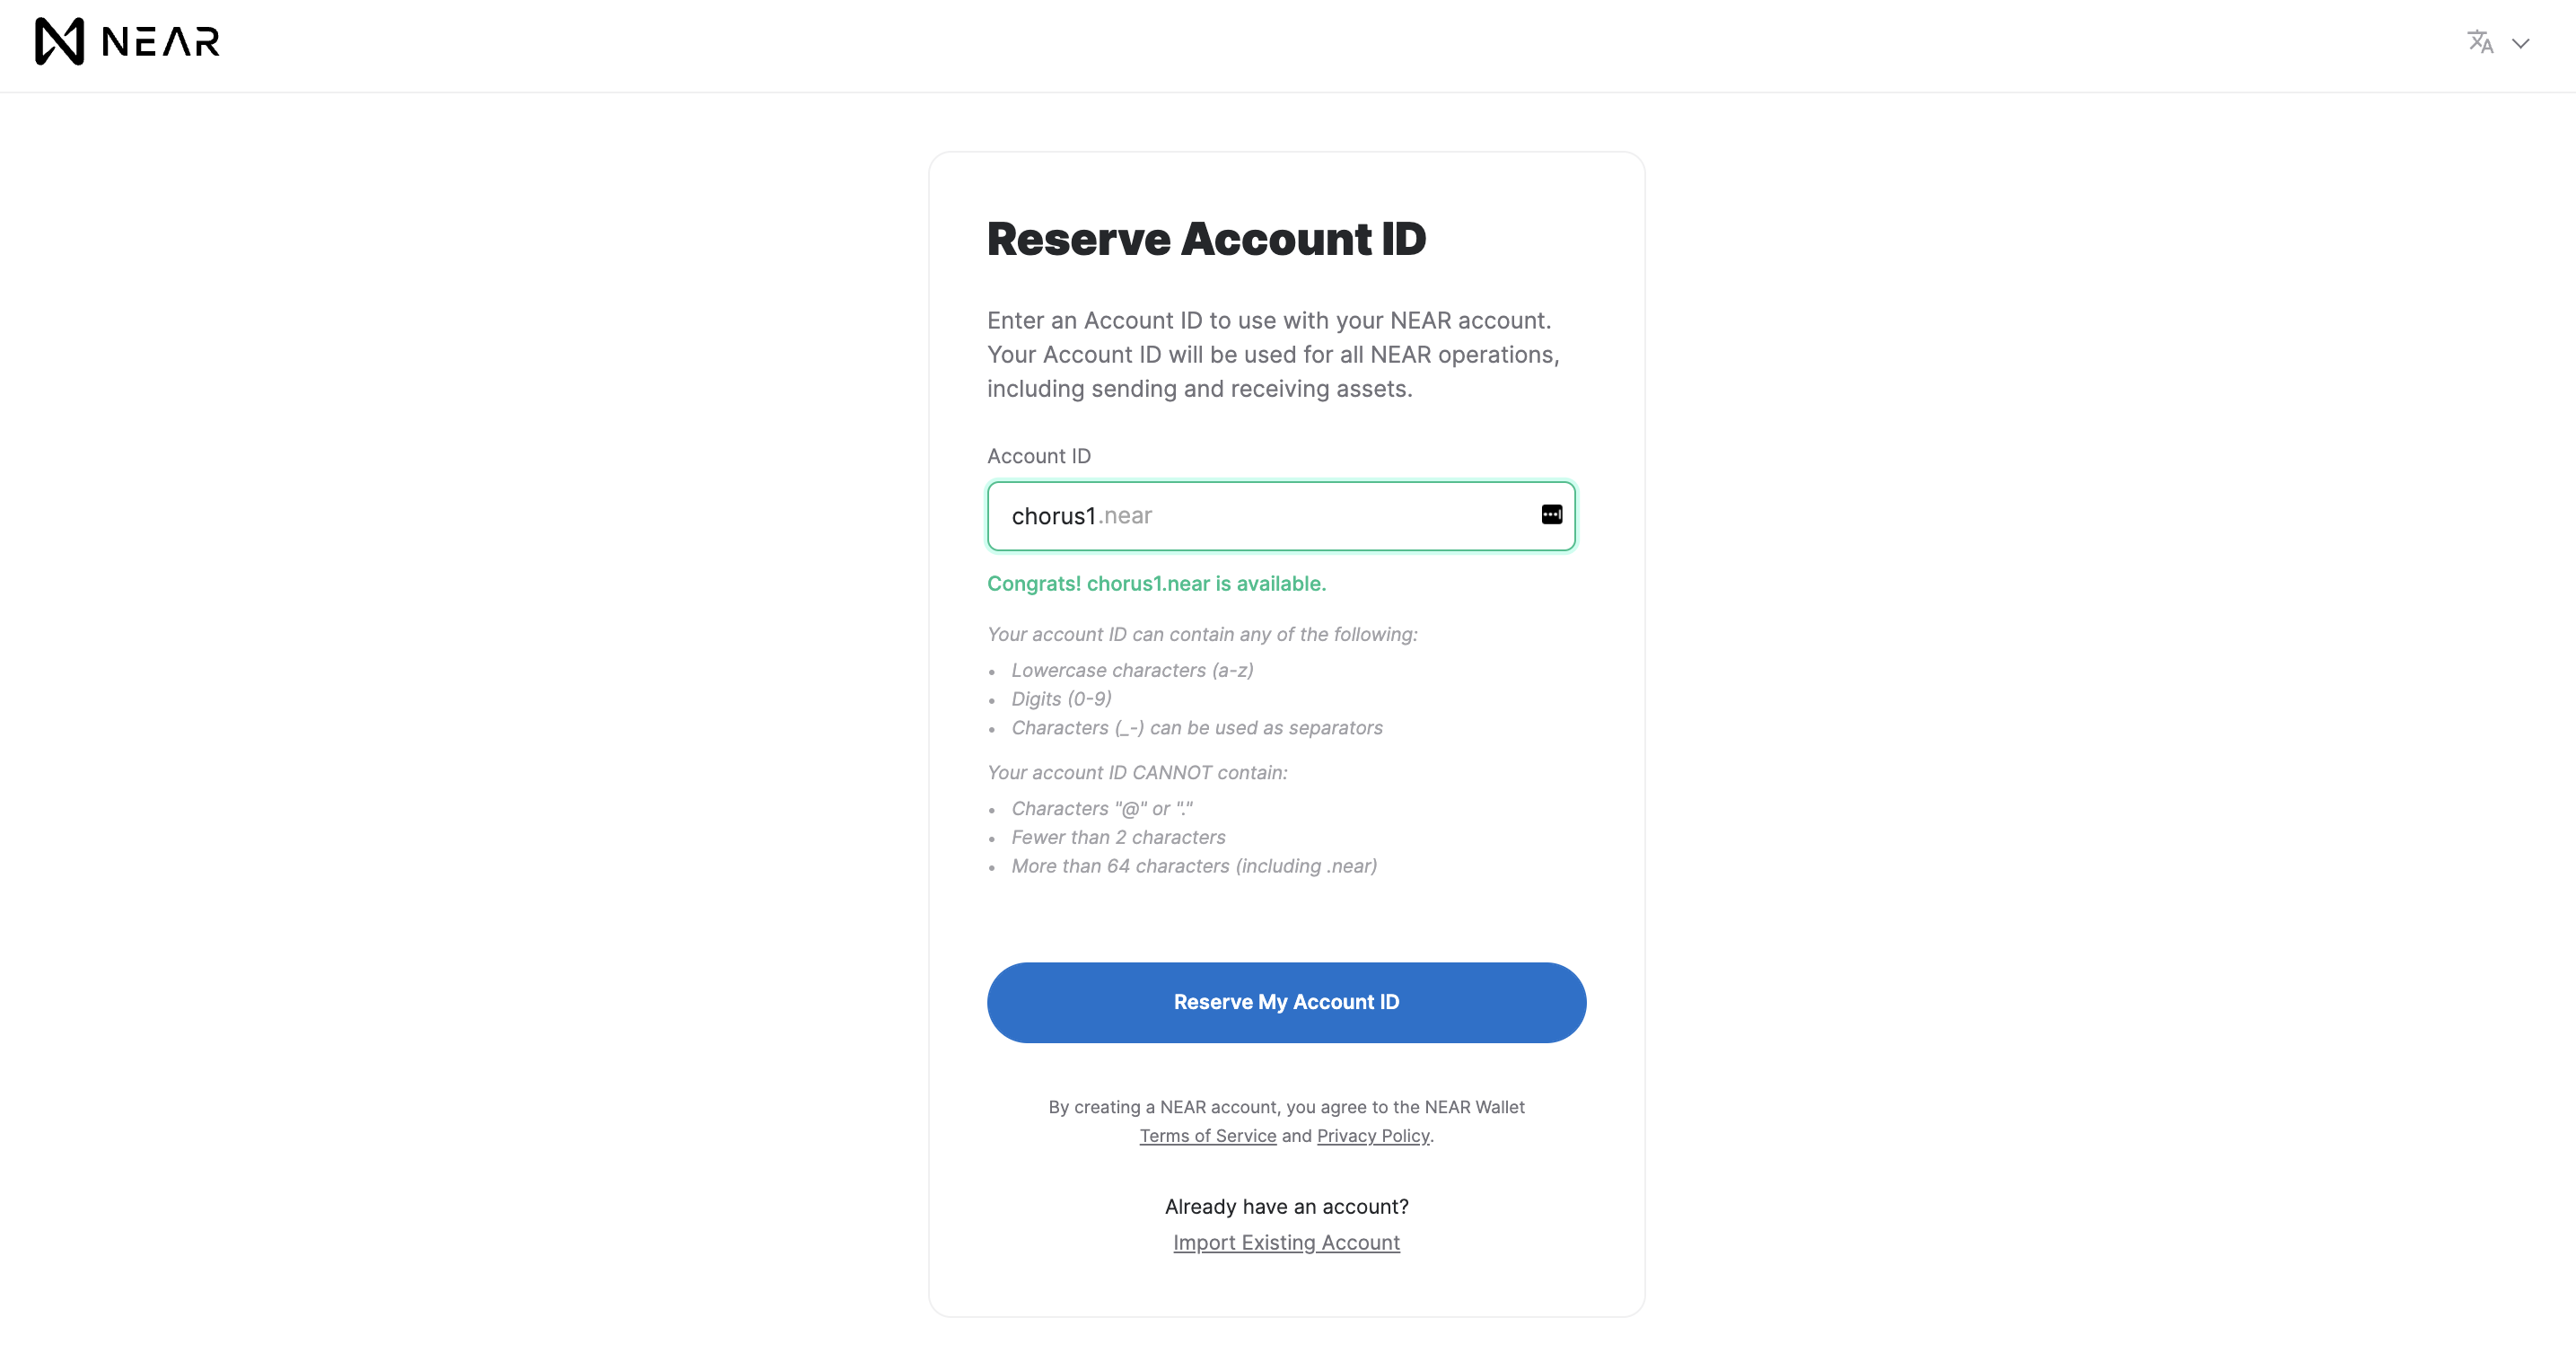 NEAR
Reserve Account ID
Enter an Account ID to use with your NEAR account.
Your Account ID will be used for all NEAR operations,
including sending and receiving assets.
Account ID
chorus1.near
Congrats! chorus1.near is available.
Your account ID can contain any of the following:
• Lowercase characters (a-z)
• Digits (0-9)
• Characters (_-) can be used as separators
Your account ID CANNOT contain:
• Characters "@" or "."
• Fewer than 2 characters
• More than 64 characters (including .near)
Reserve My Account ID
By creating a NEAR account, you agree to the NEAR Wallet
Terms of Service and Privacy Policy.
Already have an account?
Import Existing Account